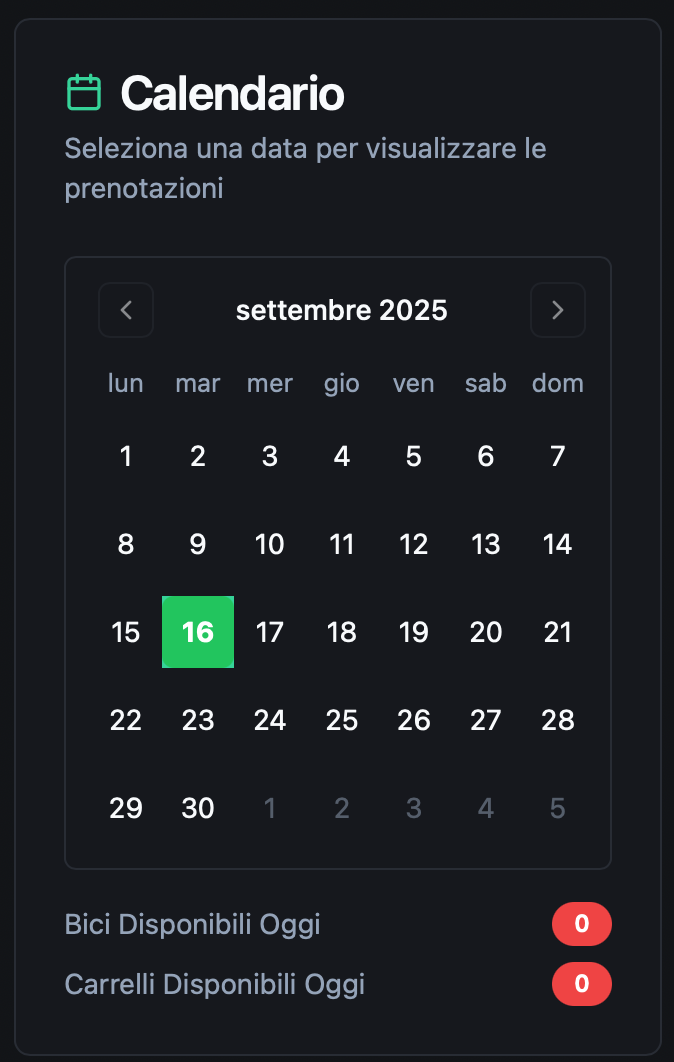 Calendario
Seleziona una data per visualizzare le
prenotazioni
settembre 2025
lun mar mer gio ven sab dom
1 2 3 4 5 6 7
8 9 10 11 12 13 14
15 16 17 18 19 20 21
22 23 24 25 26 27 28
29 30 1 2 3 4 5
Bici Disponibili Oggi 0
Carrelli Disponibili Oggi 0